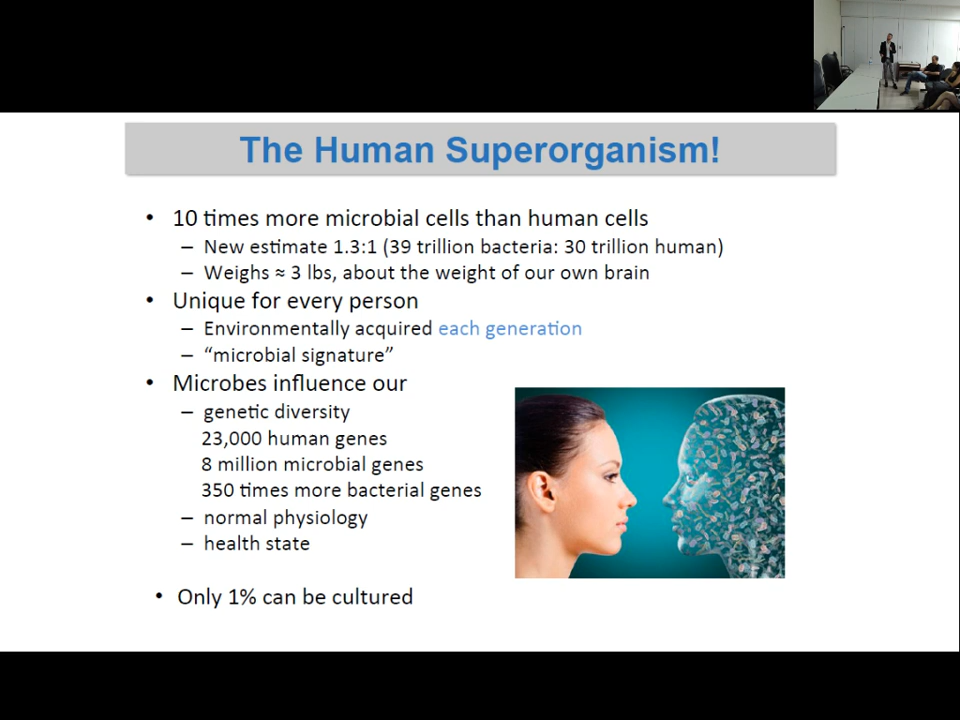 The Human Superorganism!
• 10 times more microbial cells than human cells
– New estimate 1.3:1 (39 trillion bacteria: 30 trillion human)
– Weighs ≈ 3 lbs, about the weight of our own brain
• Unique for every person
– Environmentally acquired each generation
– “microbial signature”
• Microbes influence our
– genetic diversity
23,000 human genes
8 million microbial genes
350 times more bacterial genes
– normal physiology
– health state
• Only 1% can be cultured